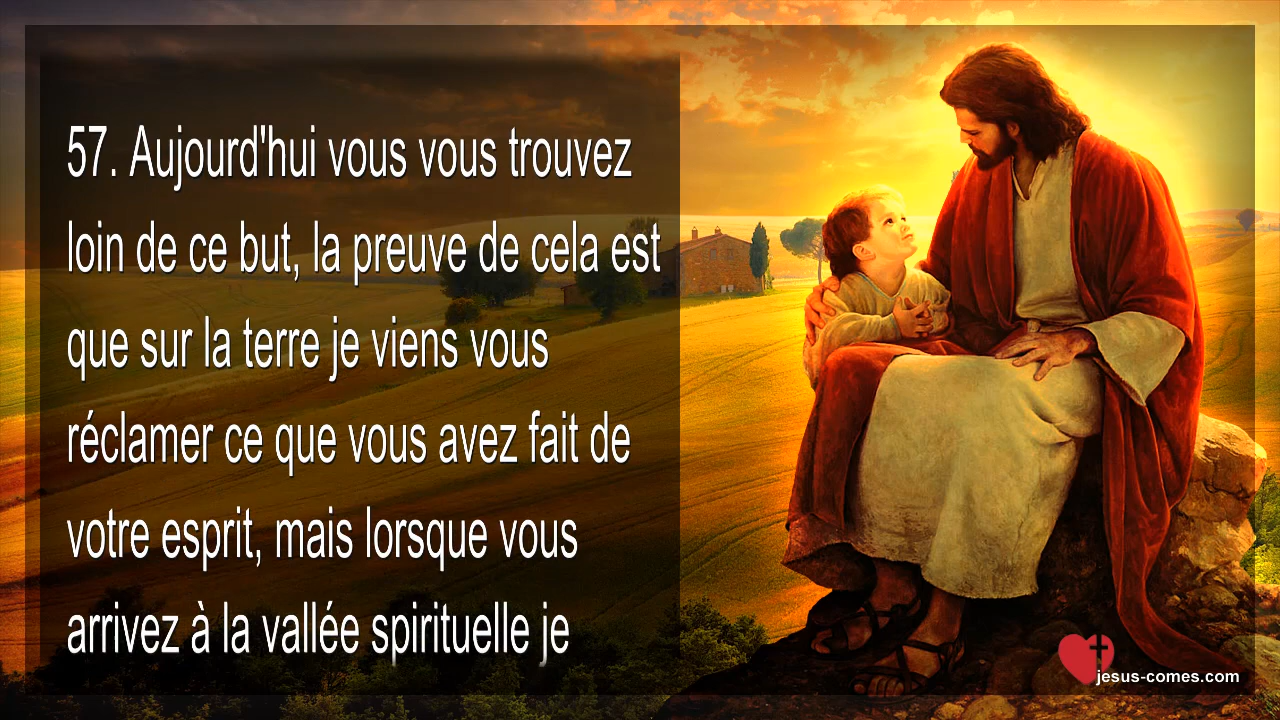 57. Aujourd'hui vous vous trouvez
loin de ce but, la preuve de cela est
que sur la terre je viens vous
réclamer ce que vous avez fait de
votre esprit, mais lorsque vous
arrivez à la vallée spirituelle je
jesus-comes.com